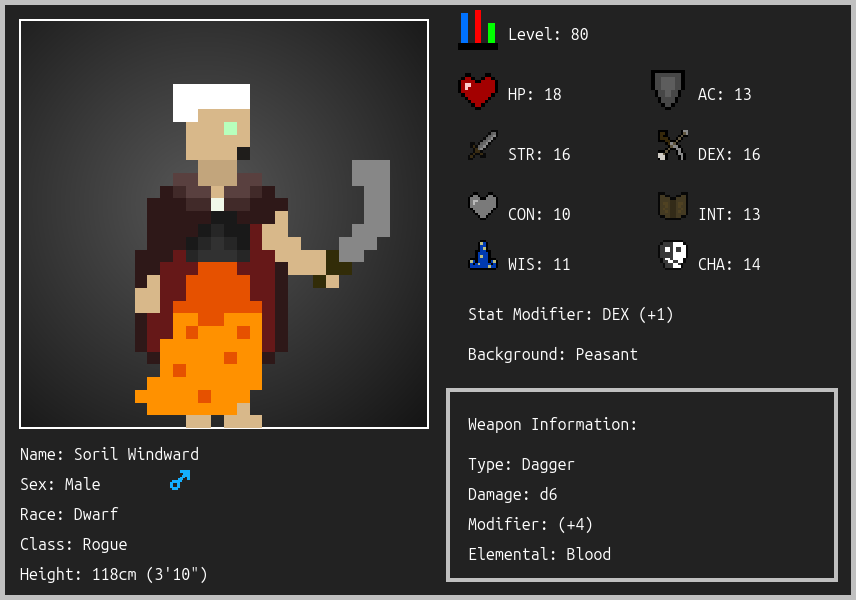 Level: 80
HP: 18
AC: 13
STR: 16
DEX: 16
CON: 10
INT: 13
WIS: 11
CHA: 14
Stat Modifier: DEX (+1)
Background: Peasant
Weapon Information:
Type: Dagger
Damage: d6
Modifier: (+4)
Elemental: Blood
Name: Soril Windward
Sex: Male
Race: Dwarf
Class: Rogue
Height: 118cm (3'10")